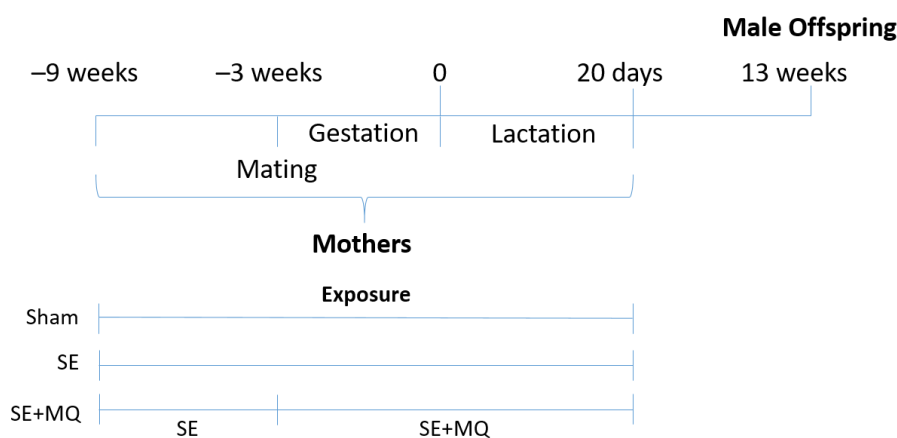 Male Offspring
–9 weeks –3 weeks 0 20 days 13 weeks
Gestation Lactation
Mating
Mothers
Exposure
Sham
SE
SE+MQ
SE SE+MQ